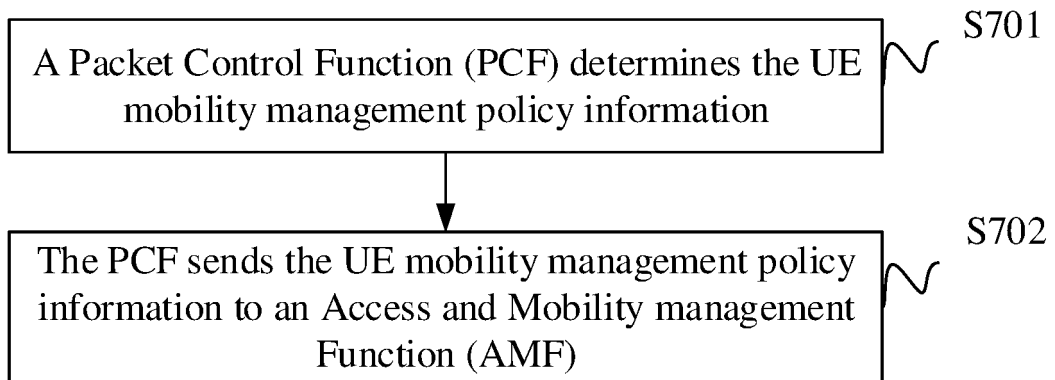 S701
A Packet Control Function (PCF) determines the UE
mobility management policy information
S702
The PCF sends the UE mobility management policy
information to an Access and Mobility management
Function (AMF)